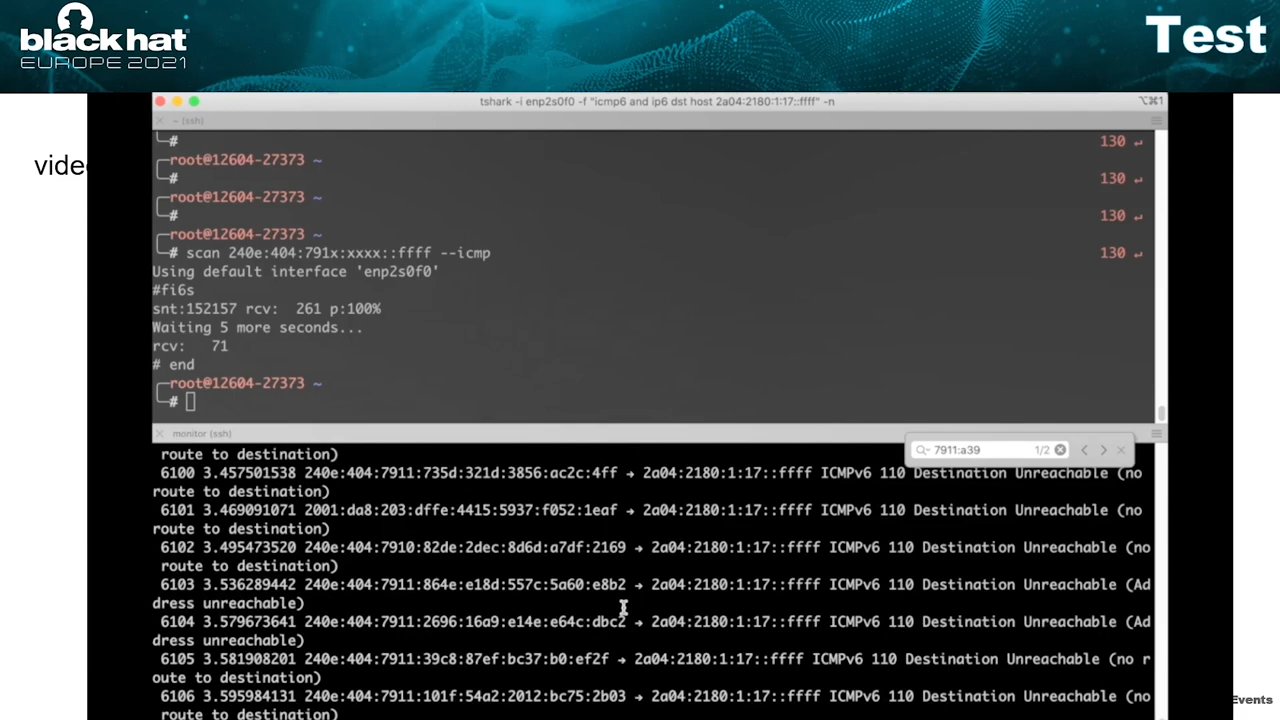 black hat
EUROPE 2021
Test
tshark -i enp2s0f0 -f "icmp6 and ip6 dst host 2a04:2180:1:17::ffff" -n
⌥⌘1
~ (ssh)
# 130 ↵
root@12604-27373 ~
# 130 ↵
root@12604-27373 ~
# 130 ↵
root@12604-27373 ~
# scan 240e:404:791x:xxxx::ffff --icmp 130 ↵
Using default interface 'enp2s0f0'
#fi6s
snt:152157 rcv:  261 p:100%
Waiting 5 more seconds...
rcv:   71
# end
root@12604-27373 ~
#
monitor (ssh)
7911:a39 1/2
route to destination)
6100 3.457501538 240e:404:7911:735d:321d:3856:ac2c:4ff → 2a04:2180:1:17::ffff ICMPv6 110 Destination Unreachable (no
route to destination)
6101 3.469091071 2001:da8:203:dffe:4415:5937:f052:1eaf → 2a04:2180:1:17::ffff ICMPv6 110 Destination Unreachable (no
route to destination)
6102 3.495473520 240e:404:7910:82de:2dec:8d6d:a7df:2169 → 2a04:2180:1:17::ffff ICMPv6 110 Destination Unreachable (no
route to destination)
6103 3.536289442 240e:404:7911:864e:e18d:557c:5a60:e8b2 → 2a04:2180:1:17::ffff ICMPv6 110 Destination Unreachable (Ad
dress unreachable)
6104 3.579673641 240e:404:7911:2696:16a9:e14e:e64c:dbc2 → 2a04:2180:1:17::ffff ICMPv6 110 Destination Unreachable (Ad
dress unreachable)
6105 3.581908201 240e:404:7911:39c8:87ef:bc37:b0:ef2f → 2a04:2180:1:17::ffff ICMPv6 110 Destination Unreachable (no r
oute to destination)
6106 3.595984131 240e:404:7911:101f:54a2:2012:bc75:2b03 → 2a04:2180:1:17::ffff ICMPv6 110 Destination Unreachable (no
route to destination)
Events